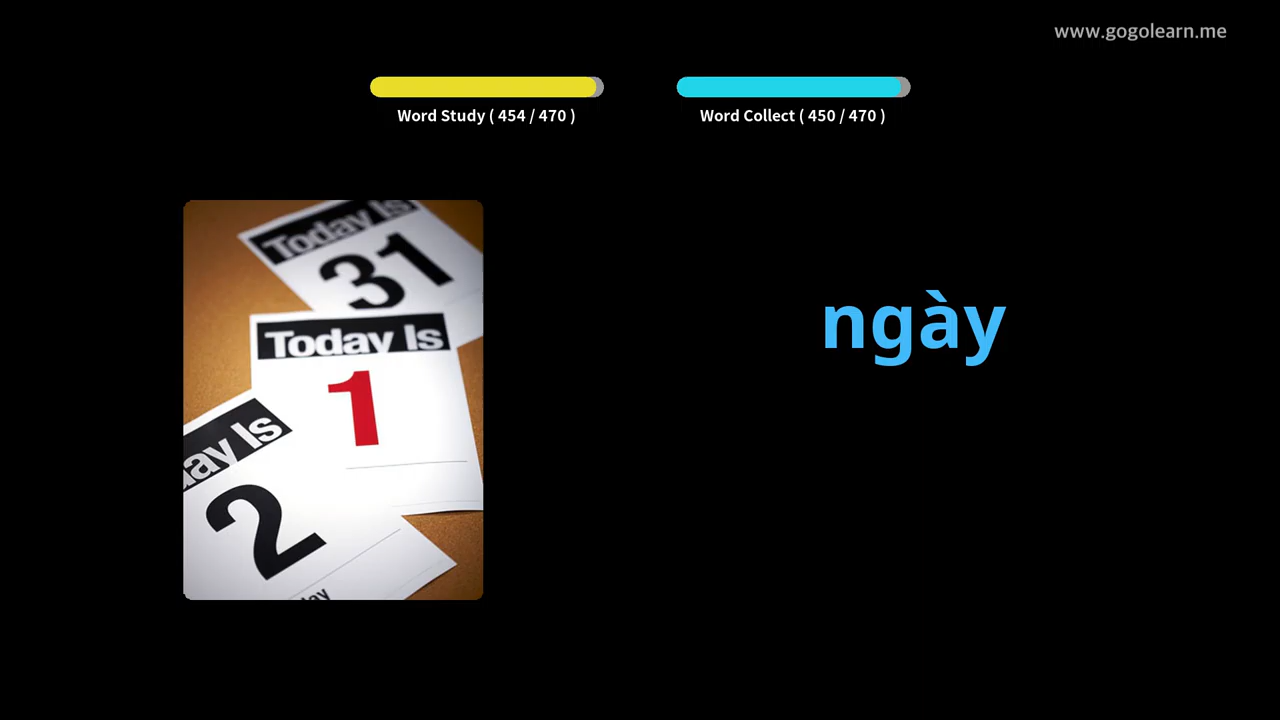 www.gogolearn.me
Word Study ( 454 / 470 )
Word Collect ( 450 / 470 )
Today Is
31
Today Is
1
ay Is
2
ngày